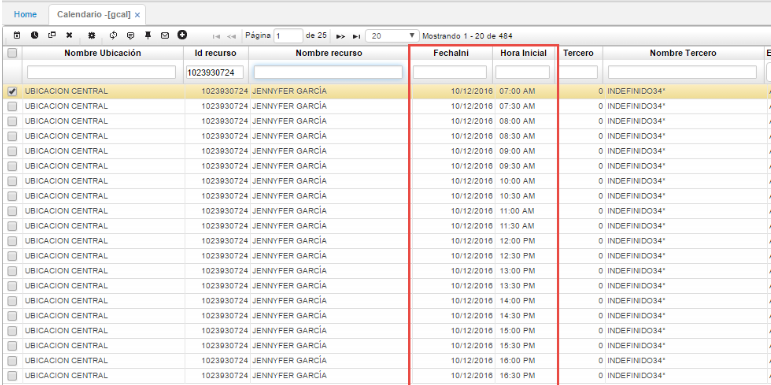 Home Calendario -[gcal] x
Página 1 de 25 20 Mostrando 1 - 20 de 484
Nombre Ubicación Id recurso Nombre recurso FechaIni Hora Inicial Tercero Nombre Tercero E
1023930724
UBICACION CENTRAL 1023930724 JENNYFER GARCÍA 10/12/2016 07:00 AM 0 INDEFINIDO34*
UBICACION CENTRAL 1023930724 JENNYFER GARCÍA 10/12/2016 07:30 AM 0 INDEFINIDO34*
UBICACION CENTRAL 1023930724 JENNYFER GARCÍA 10/12/2016 08:00 AM 0 INDEFINIDO34*
UBICACION CENTRAL 1023930724 JENNYFER GARCÍA 10/12/2016 08:30 AM 0 INDEFINIDO34*
UBICACION CENTRAL 1023930724 JENNYFER GARCÍA 10/12/2016 09:00 AM 0 INDEFINIDO34*
UBICACION CENTRAL 1023930724 JENNYFER GARCÍA 10/12/2016 09:30 AM 0 INDEFINIDO34*
UBICACION CENTRAL 1023930724 JENNYFER GARCÍA 10/12/2016 10:00 AM 0 INDEFINIDO34*
UBICACION CENTRAL 1023930724 JENNYFER GARCÍA 10/12/2016 10:30 AM 0 INDEFINIDO34*
UBICACION CENTRAL 1023930724 JENNYFER GARCÍA 10/12/2016 11:00 AM 0 INDEFINIDO34*
UBICACION CENTRAL 1023930724 JENNYFER GARCÍA 10/12/2016 11:30 AM 0 INDEFINIDO34*
UBICACION CENTRAL 1023930724 JENNYFER GARCÍA 10/12/2016 12:00 PM 0 INDEFINIDO34*
UBICACION CENTRAL 1023930724 JENNYFER GARCÍA 10/12/2016 12:30 PM 0 INDEFINIDO34*
UBICACION CENTRAL 1023930724 JENNYFER GARCÍA 10/12/2016 13:00 PM 0 INDEFINIDO34*
UBICACION CENTRAL 1023930724 JENNYFER GARCÍA 10/12/2016 13:30 PM 0 INDEFINIDO34*
UBICACION CENTRAL 1023930724 JENNYFER GARCÍA 10/12/2016 14:00 PM 0 INDEFINIDO34*
UBICACION CENTRAL 1023930724 JENNYFER GARCÍA 10/12/2016 14:30 PM 0 INDEFINIDO34*
UBICACION CENTRAL 1023930724 JENNYFER GARCÍA 10/12/2016 15:00 PM 0 INDEFINIDO34*
UBICACION CENTRAL 1023930724 JENNYFER GARCÍA 10/12/2016 15:30 PM 0 INDEFINIDO34*
UBICACION CENTRAL 1023930724 JENNYFER GARCÍA 10/12/2016 16:00 PM 0 INDEFINIDO34*
UBICACION CENTRAL 1023930724 JENNYFER GARCÍA 10/12/2016 16:30 PM 0 INDEFINIDO34*